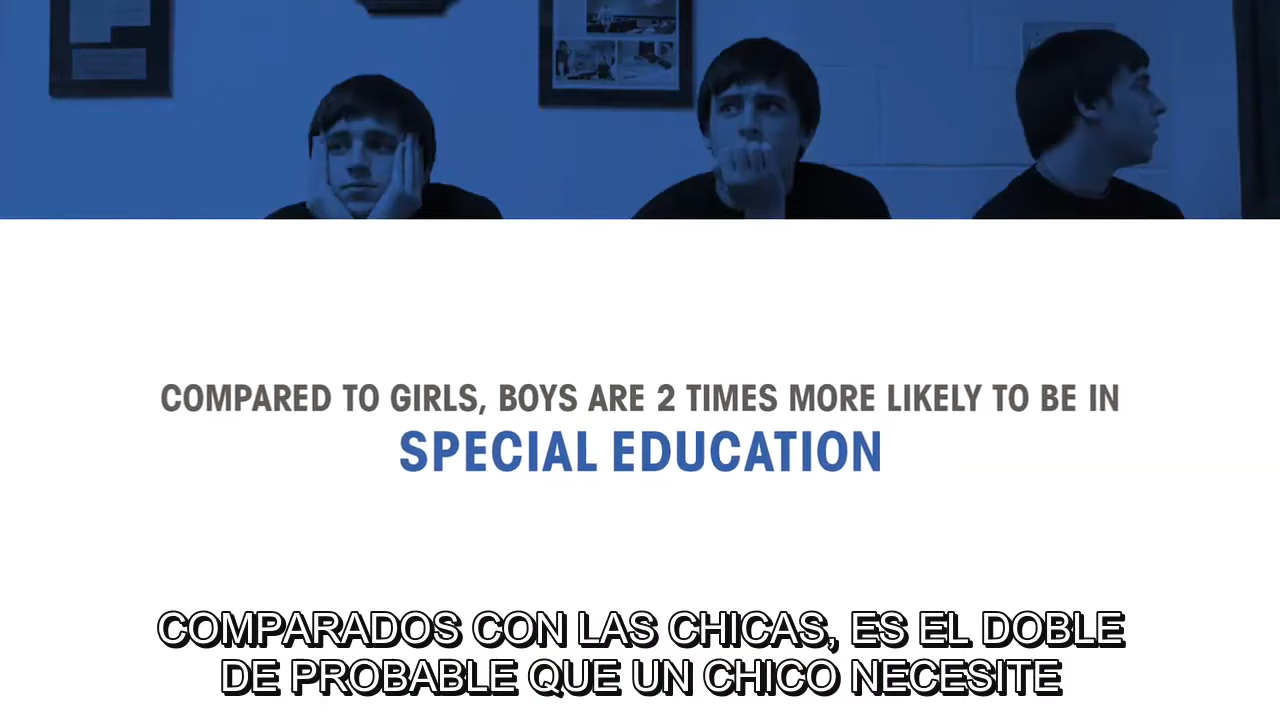 COMPARED TO GIRLS, BOYS ARE 2 TIMES MORE LIKELY TO BE IN
SPECIAL EDUCATION
COMPARADOS CON LAS CHICAS, ES EL DOBLE
DE PROBABLE QUE UN CHICO NECESITE